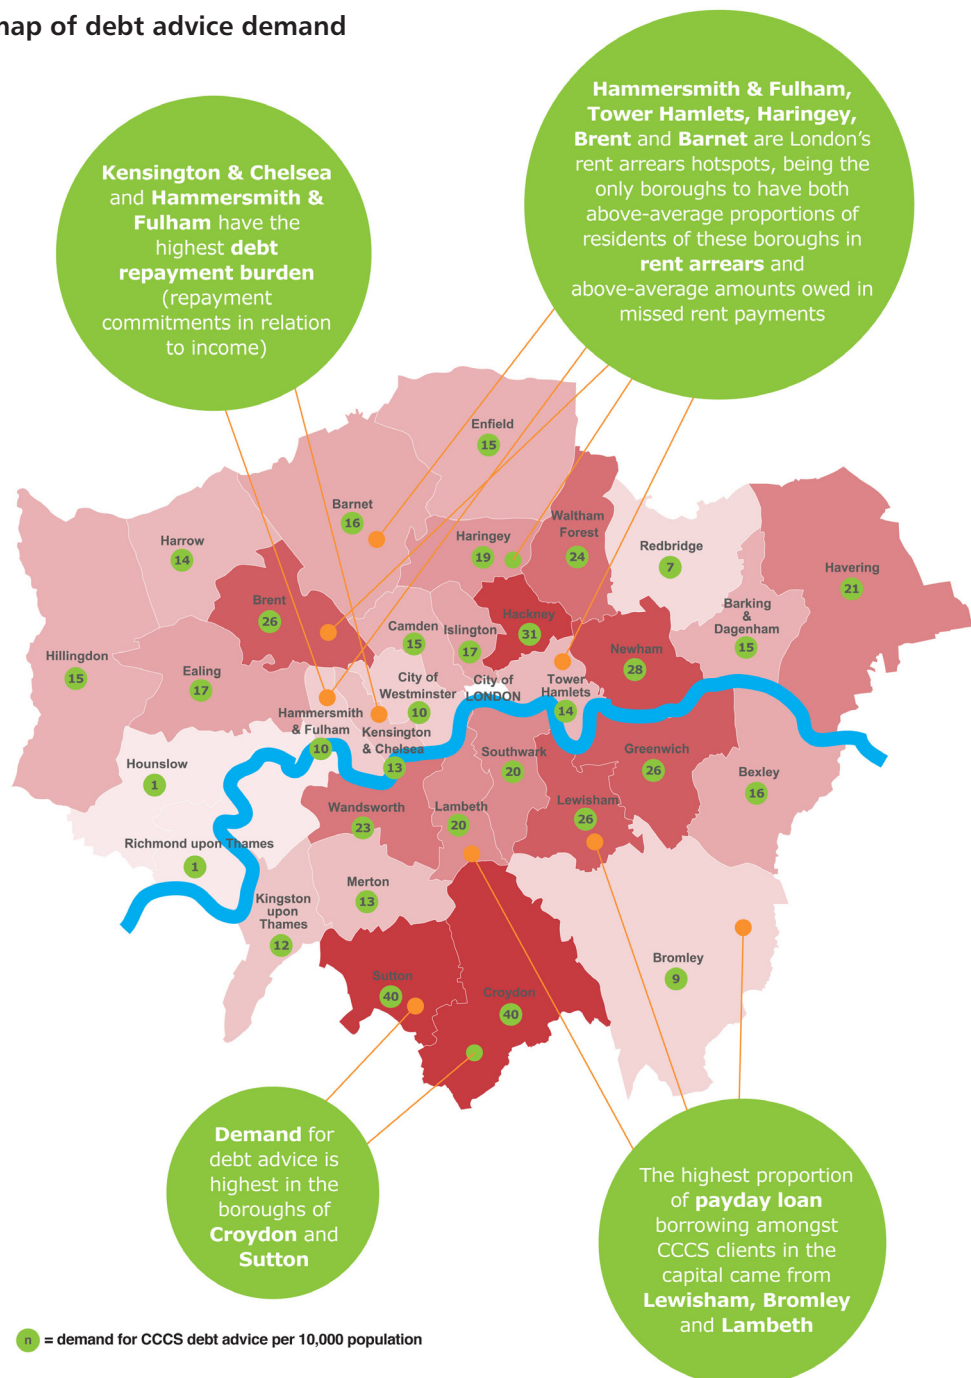 map of debt advice demand
Kensington & Chelsea
and Hammersmith &
Fulham have the
highest debt
repayment burden
(repayment
commitments in relation
to income)
Hammersmith & Fulham,
Tower Hamlets, Haringey,
Brent and Barnet are London's
rent arrears hotspots, being the
only boroughs to have both
above-average proportions of
residents of these boroughs in
rent arrears and
above-average amounts owed in
missed rent payments
Enfield
15
Barnet
16
Harrow
14
Haringey
19
Waltham
Forest
24
Redbridge
7
Havering
21
Brent
26
Hackney
31
Barking
&
Dagenham
15
Camden
15
Islington
17
Newham
28
Hillingdon
15
Ealing
17
City of
Westminster
10
City of
LONDON
Tower
Hamlets
14
Hammersmith
& Fulham
10
Kensington
& Chelsea
13
Southwark
20
Greenwich
26
Hounslow
1
Bexley
16
Wandsworth
23
Lambeth
20
Lewisham
26
Richmond upon Thames
1
Merton
13
Kingston
upon
Thames
12
Bromley
9
Sutton
40
Croydon
40
Demand for
debt advice is
highest in the
boroughs of
Croydon and
Sutton
The highest proportion
of payday loan
borrowing amongst
CCCS clients in the
capital came from
Lewisham, Bromley
and Lambeth
n = demand for CCCS debt advice per 10,000 population